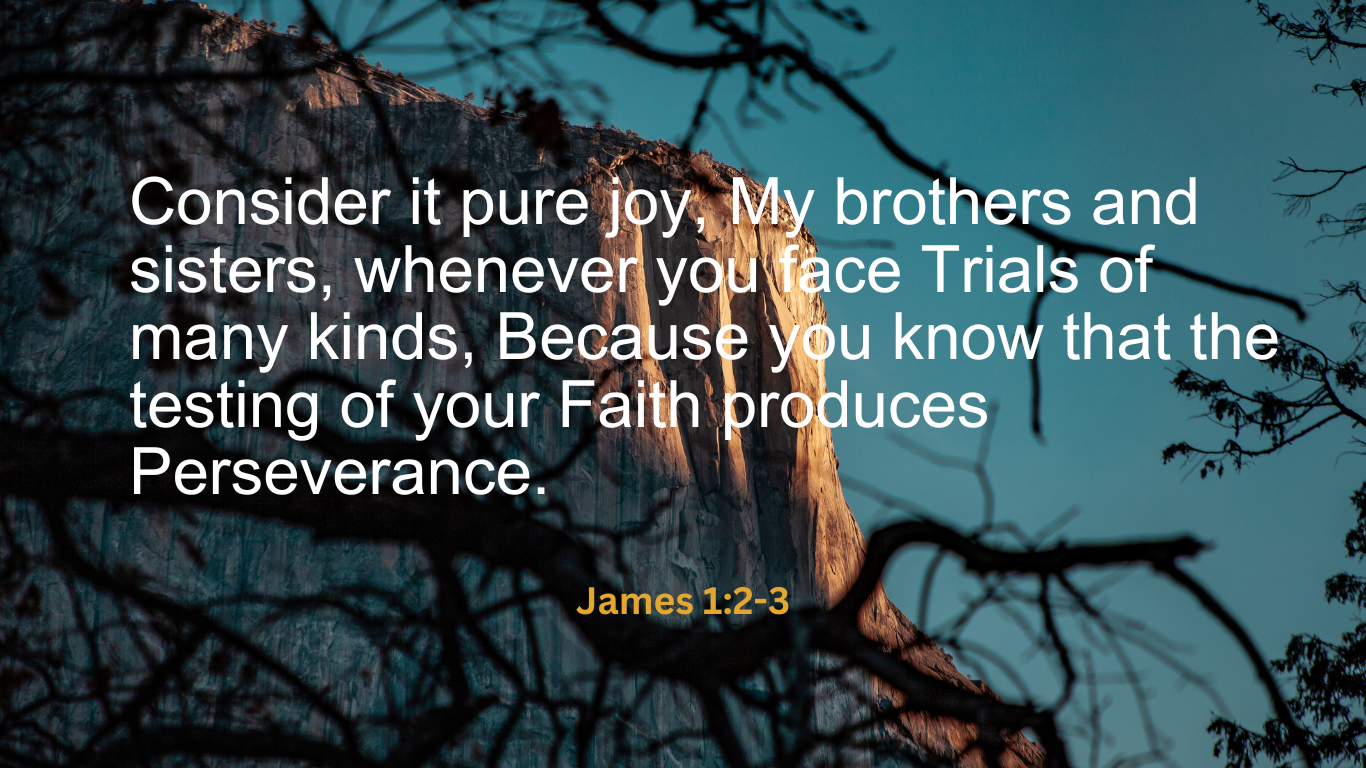 Consider it pure joy, My brothers and
sisters, whenever you face Trials of
many kinds, Because you know that the
testing of your Faith produces
Perseverance.
James 1:2-3